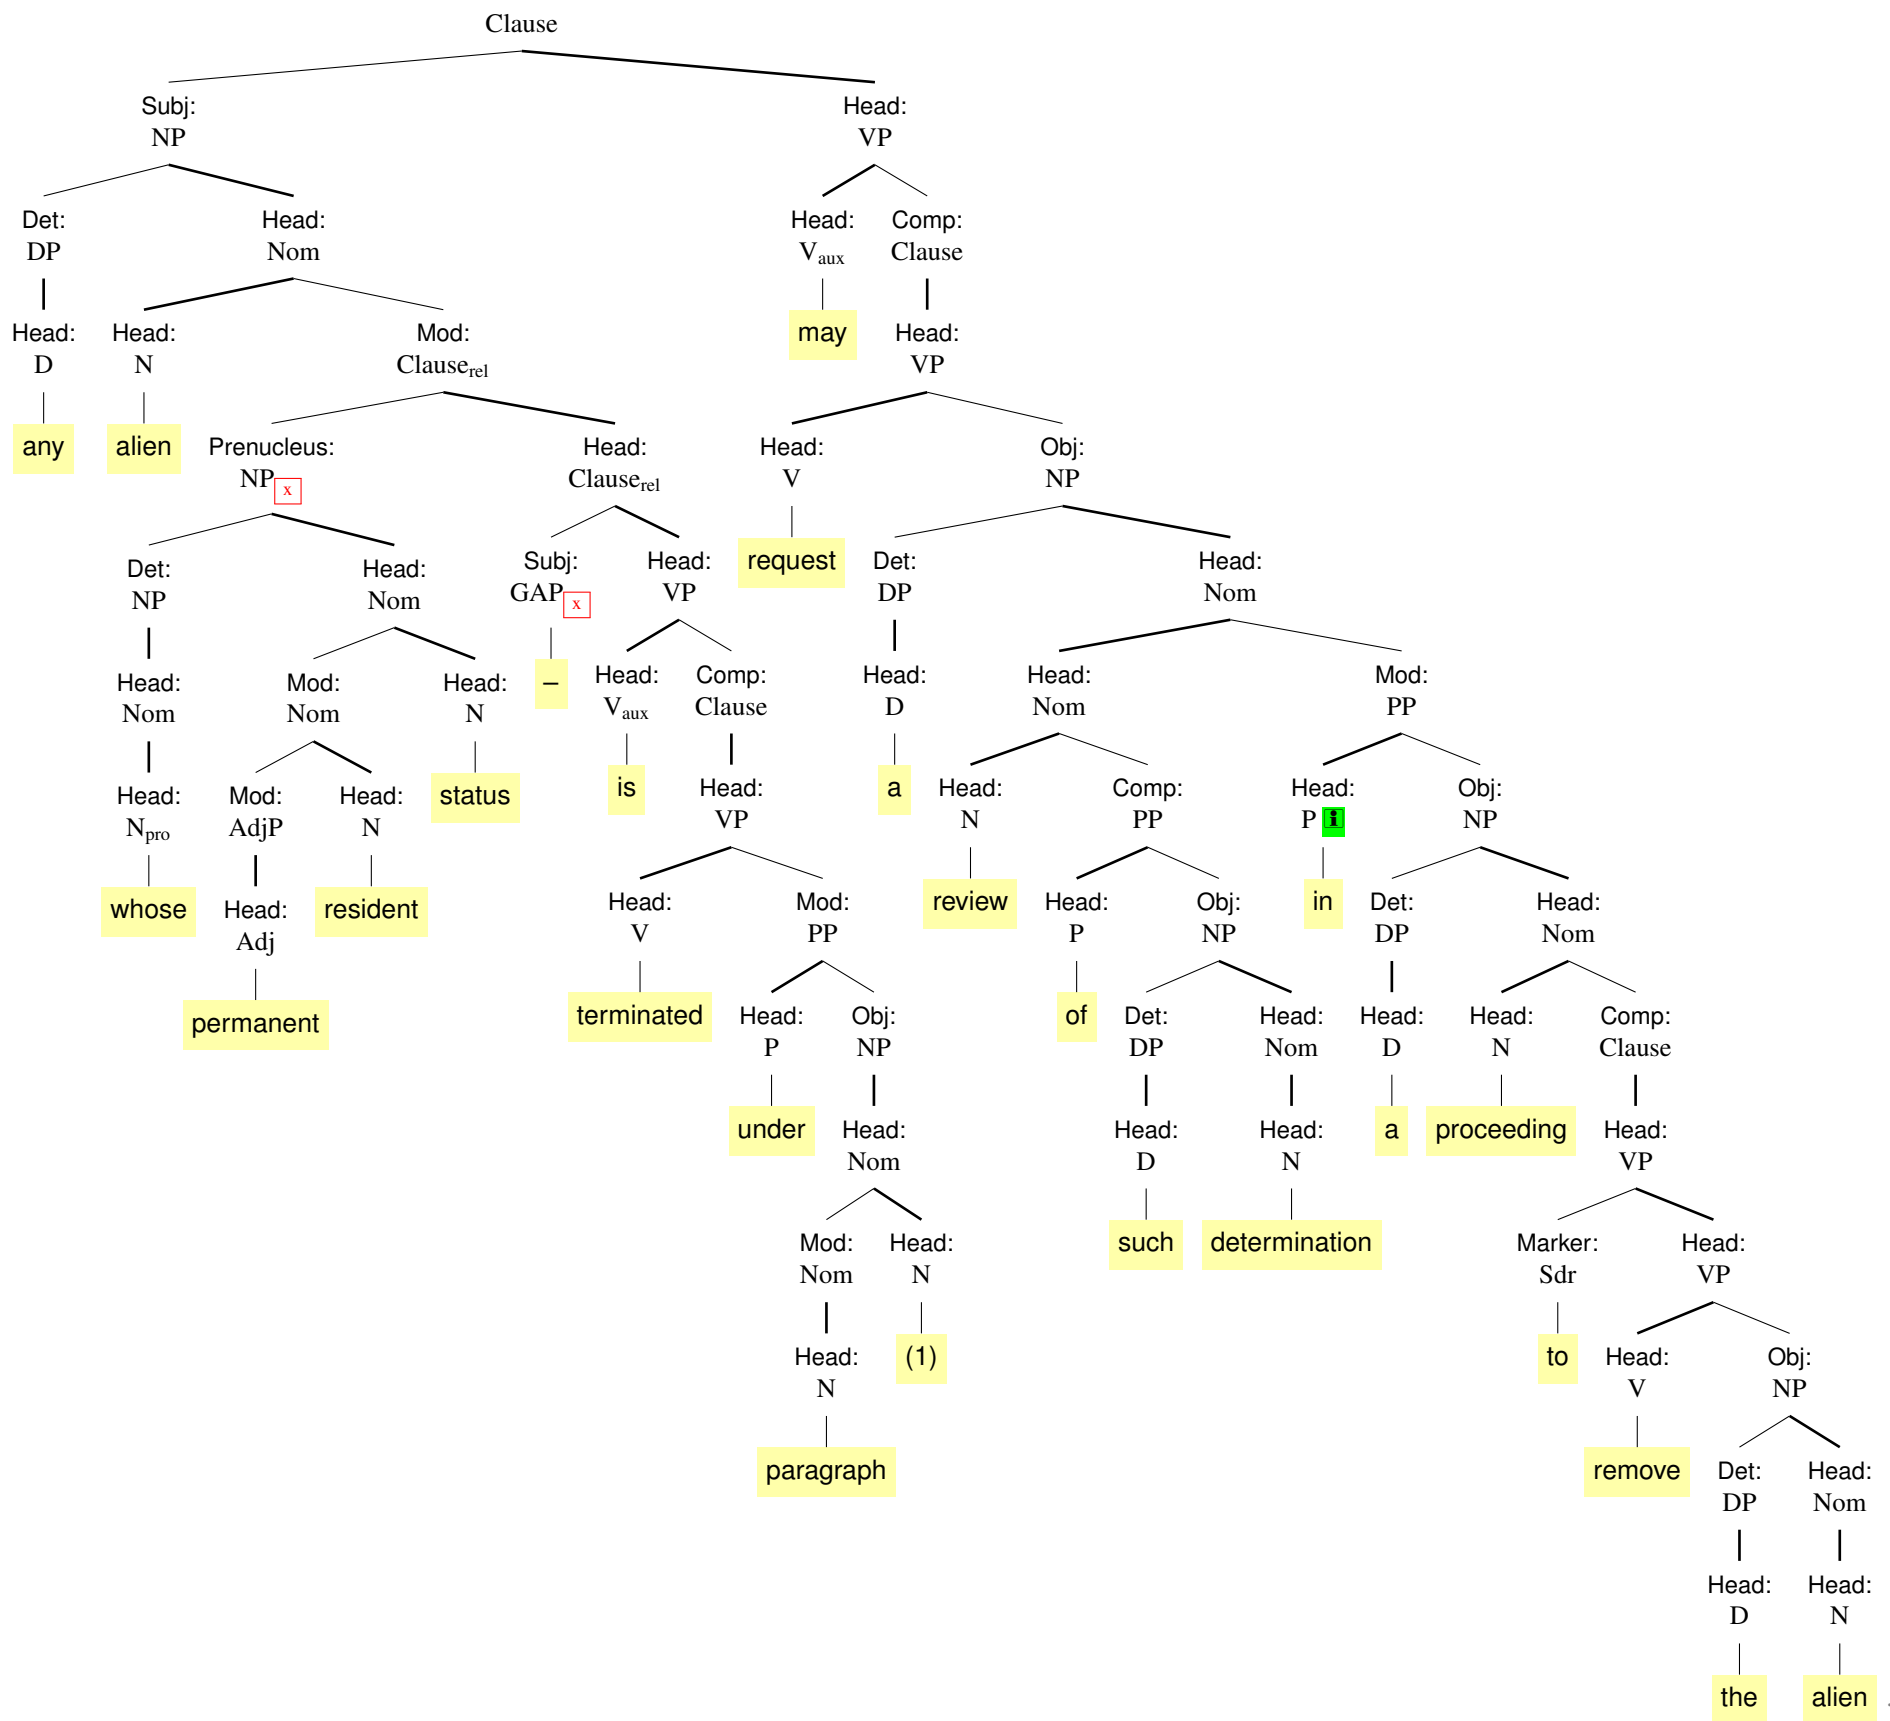 Clause
Subj: Head:
NP VP
Det: Head: Head: Comp:
DP Nom Vaux Clause
Head: Head: Mod: may Head:
D N Clauserel VP
any alien Prenucleus: Head: Head: Obj:
NP x Clauserel V NP
Det: Head: Subj: Head: request Det: Head:
NP Nom GAP x VP DP Nom
Head: Mod: Head: – Head: Comp: Head: Head: Mod:
Nom Nom N Vaux Clause D Nom PP
Head: Mod: Head: status is Head: a Head: Comp: Head: Obj:
Npro AdjP N VP N PP P i NP
whose Head: resident Head: Mod: review Head: Obj: in Det: Head:
Adj V PP P NP DP Nom
permanent terminated Head: Obj: of Det: Head: Head: Head: Comp:
P NP DP Nom D N Clause
under Head: Head: Head: a proceeding Head:
Nom D N VP
Mod: Head: such determination Marker: Head:
Nom N Sdr VP
Head: (1) to Head: Obj:
N V NP
paragraph remove Det: Head:
DP Nom
Head: Head:
D N
the alien .